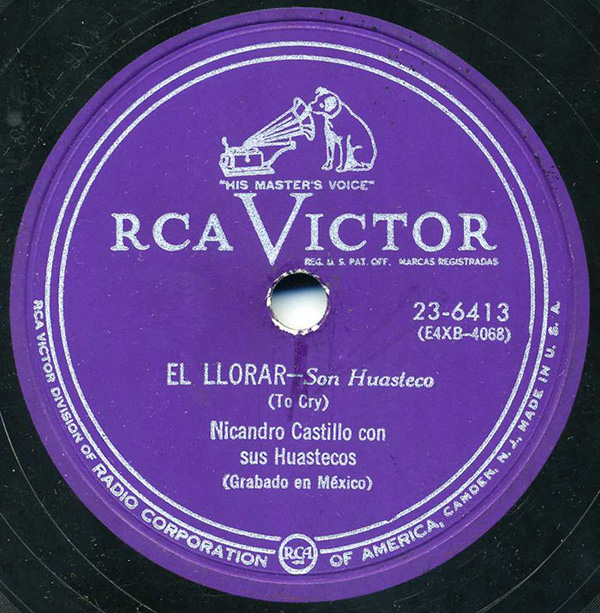 "HIS MASTER'S VOICE"
RCA VICTOR
REG. U. S. PAT. OFF. MARCAS REGISTRADAS
23-6413
(E4XB-4068)
EL LLORAR—Son Huasteco
(To Cry)
Nicandro Castillo con
sus Huastecos
(Grabado en México)
RCA VICTOR DIVISION OF RADIO CORPORATION OF AMERICA, CAMDEN, N. J., MADE IN U. S. A.
RCA